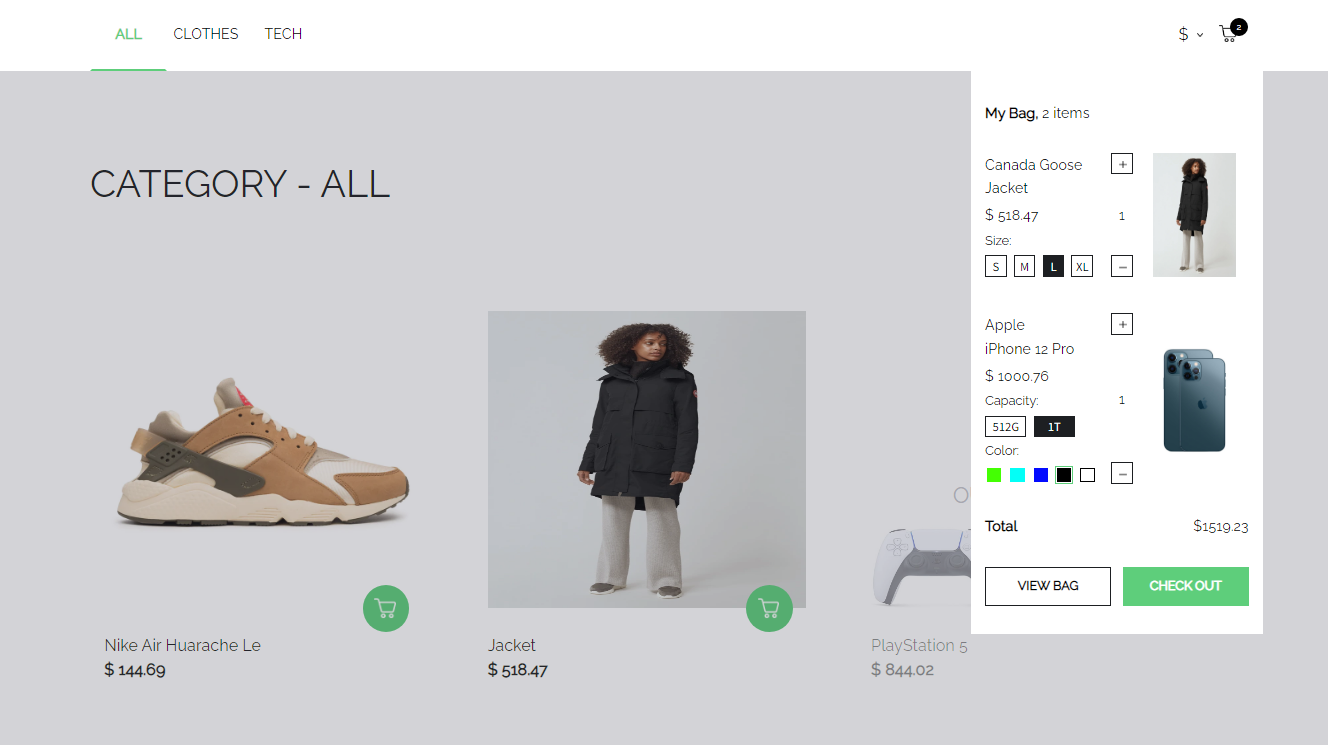 ALL CLOTHES TECH $ 2
CATEGORY - ALL
My Bag, 2 items
Canada Goose
Jacket
$ 518.47
Size:
S M L XL
+
1
−
Apple
iPhone 12 Pro
$ 1000.76
Capacity:
512G 1T
Color:
+
1
−
Total $1519.23
VIEW BAG CHECK OUT
Nike Air Huarache Le
$ 144.69
Jacket
$ 518.47
O
PlayStation 5
$ 844.02